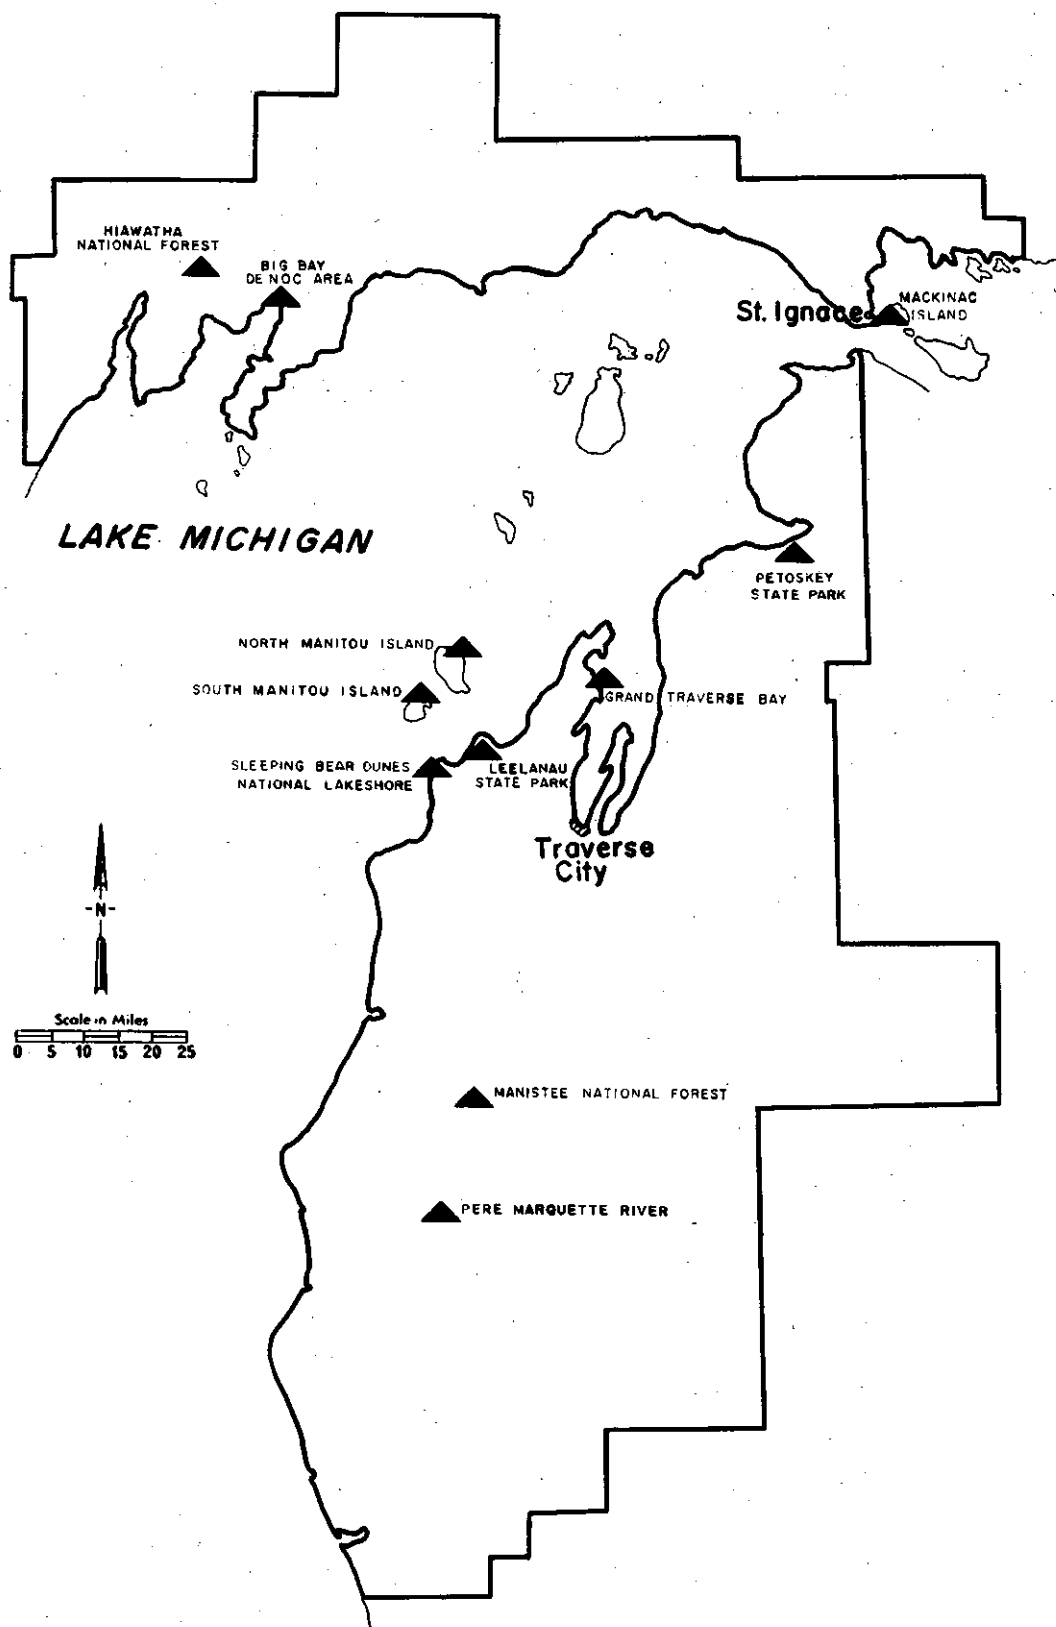 HIAWATHA
NATIONAL FOREST
BIG BAY
DE NOC AREA
St. Ignace
MACKINAC
ISLAND
LAKE MICHIGAN
PETOSKEY
STATE PARK
NORTH MANITOU ISLAND
SOUTH MANITOU ISLAND
GRAND TRAVERSE BAY
SLEEPING BEAR DUNES
NATIONAL LAKESHORE
LEELANAU
STATE PARK
Traverse
City
-N-
Scale in Miles
0 5 10 15 20 25
MANISTEE NATIONAL FOREST
PERE MARQUETTE RIVER